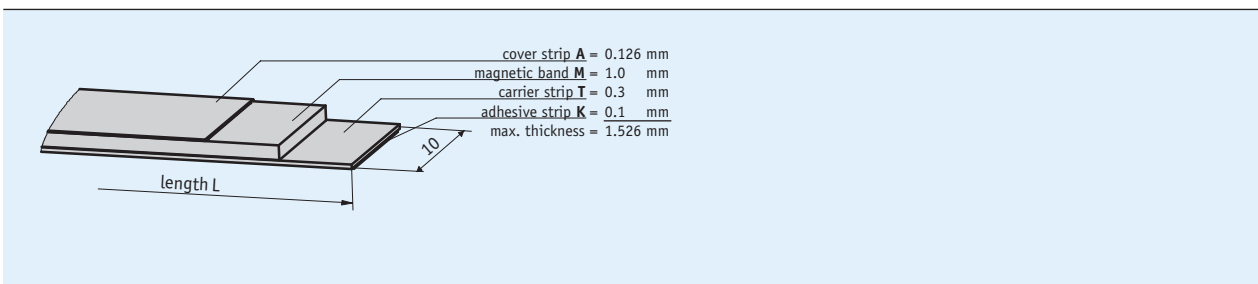 cover strip A = 0.126 mm
magnetic band M = 1.0 mm
carrier strip T = 0.3 mm
adhesive strip K = 0.1 mm
max. thickness = 1.526 mm
10
length L